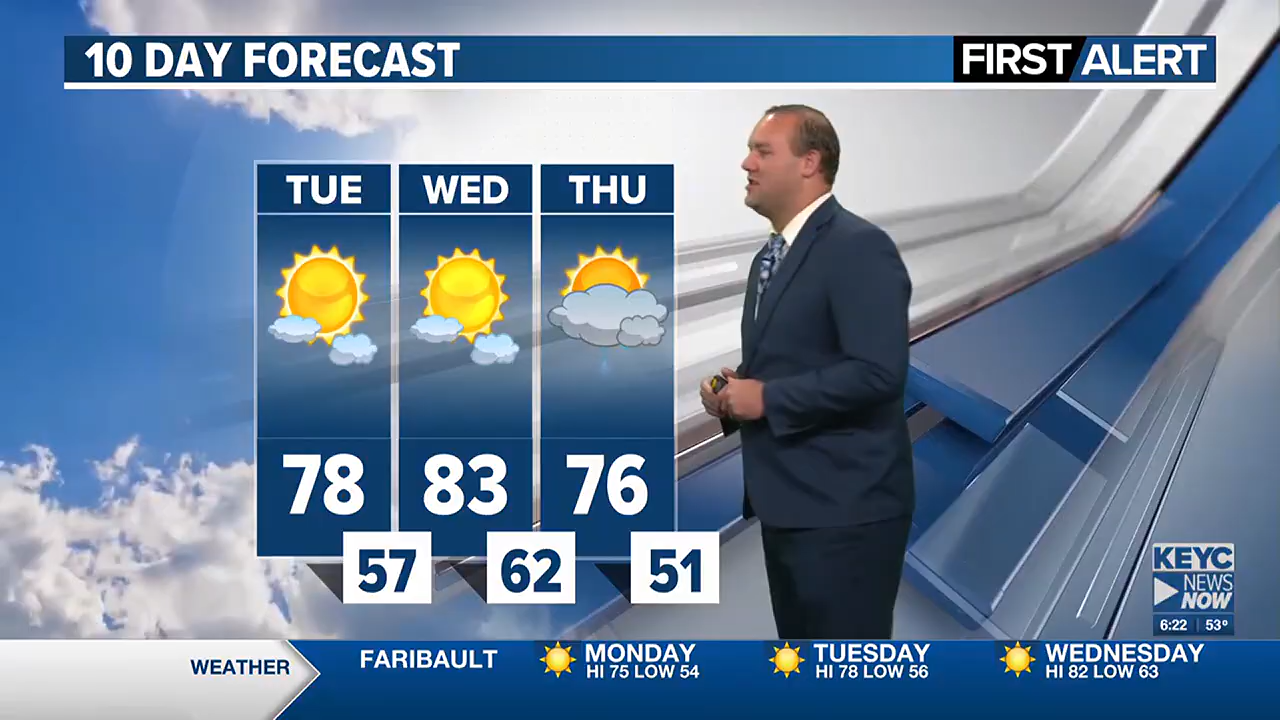 10 DAY FORECAST
FIRST ALERT
TUE WED THU
78 83 76
57 62 51
KEYC
NEWS
NOW
6:22 53°
WEATHER
FARIBAULT
MONDAY
HI 75 LOW 54
TUESDAY
HI 78 LOW 56
WEDNESDAY
HI 82 LOW 63